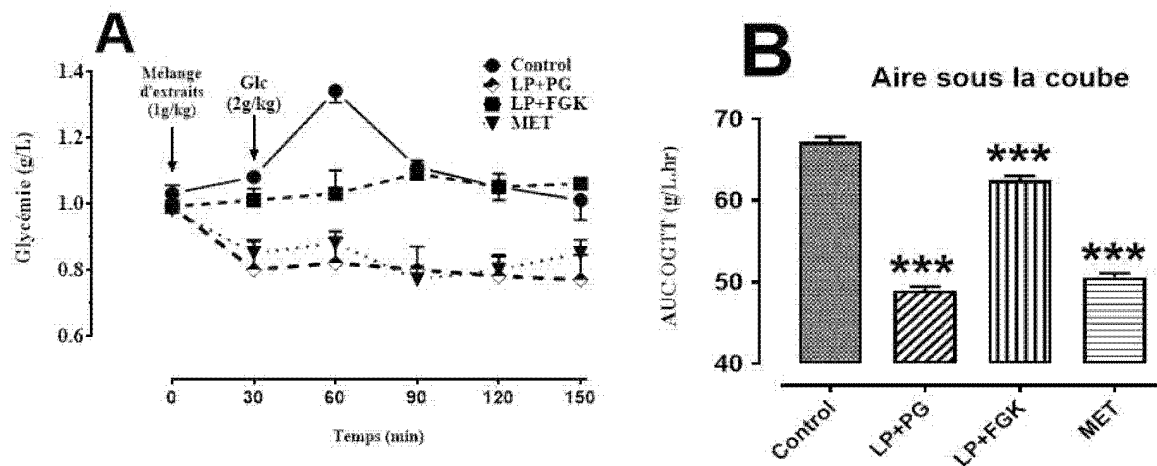 A
Mélange
d'extraits
(1g/kg)
Glc
(2g/kg)
Control
LP+PG
LP+FGK
MET
Glycémie (g/L)
1.4
1.2
1.0
0.8
0.6
0
30
60
90
120
150
Temps (min)
B
Aire sous la coube
AUC OGTT (g/L.hr)
70
60
50
40
***
***
***
Control
LP+PG
LP+FGK
MET